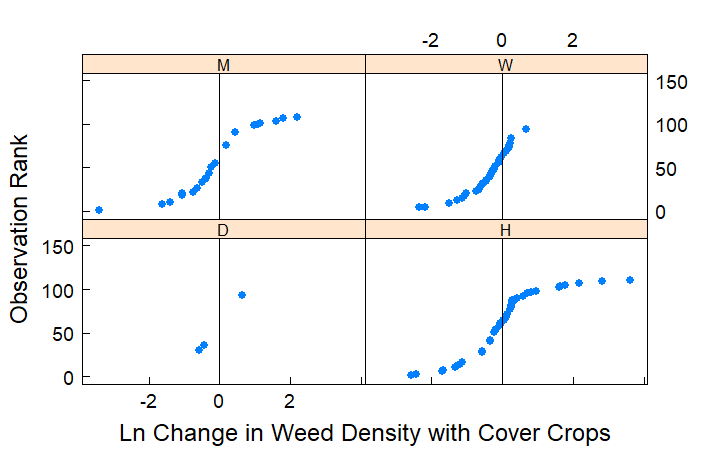 -2 0 2
M W
150
100
50
0
D H
150
100
50
0
-2 0 2
Observation Rank
Ln Change in Weed Density with Cover Crops